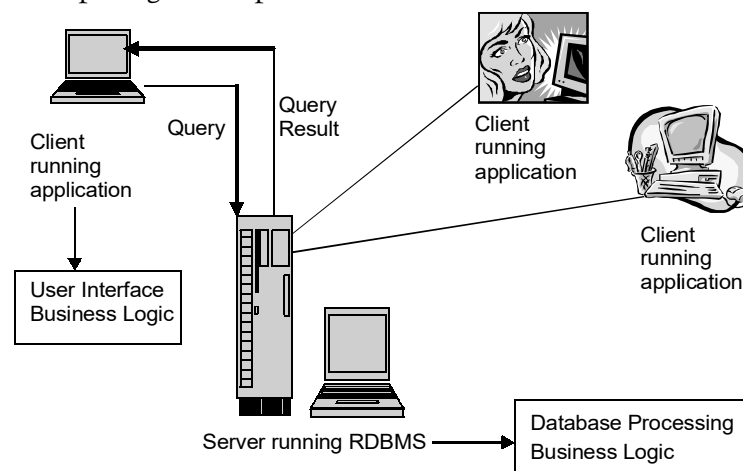 Query
Query
Result
Client
running
application
Client
running
application
Client
running
application
User Interface
Business Logic
Server running RDBMS
Database Processing
Business Logic